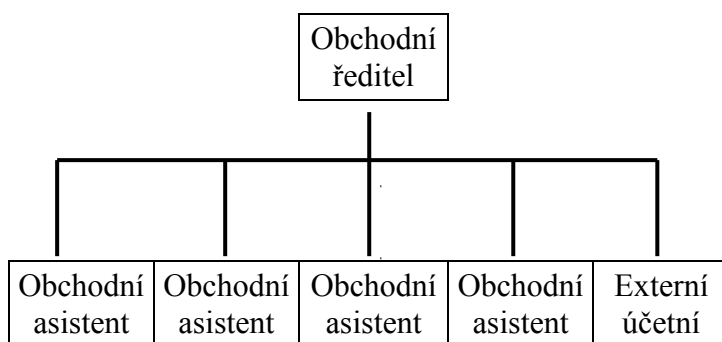 Obchodní
ředitel
Obchodní
asistent
Obchodní
asistent
Obchodní
asistent
Obchodní
asistent
Externí
účetní